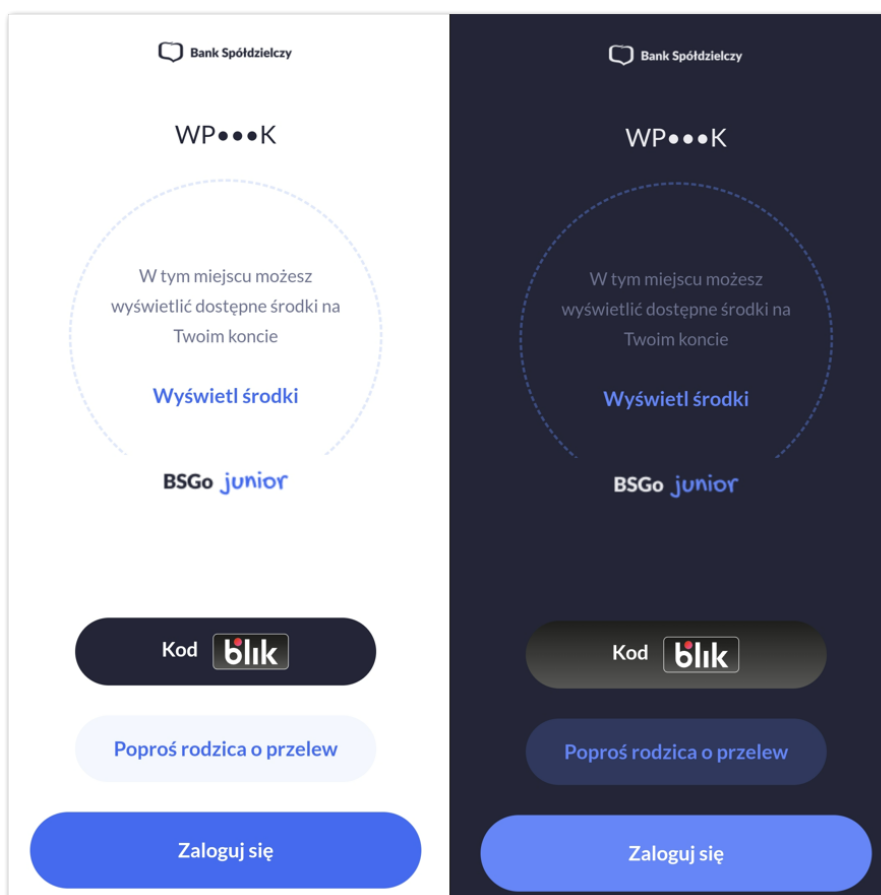 Bank Spółdzielczy
WP●●●K
W tym miejscu możesz
wyświetlić dostępne środki na
Twoim koncie
Wyświetl środki
BSGo junior
Kod blik
Poproś rodzica o przelew
Zaloguj się
Bank Spółdzielczy
WP●●●K
W tym miejscu możesz
wyświetlić dostępne środki na
Twoim koncie
Wyświetl środki
BSGo junior
Kod blik
Poproś rodzica o przelew
Zaloguj się